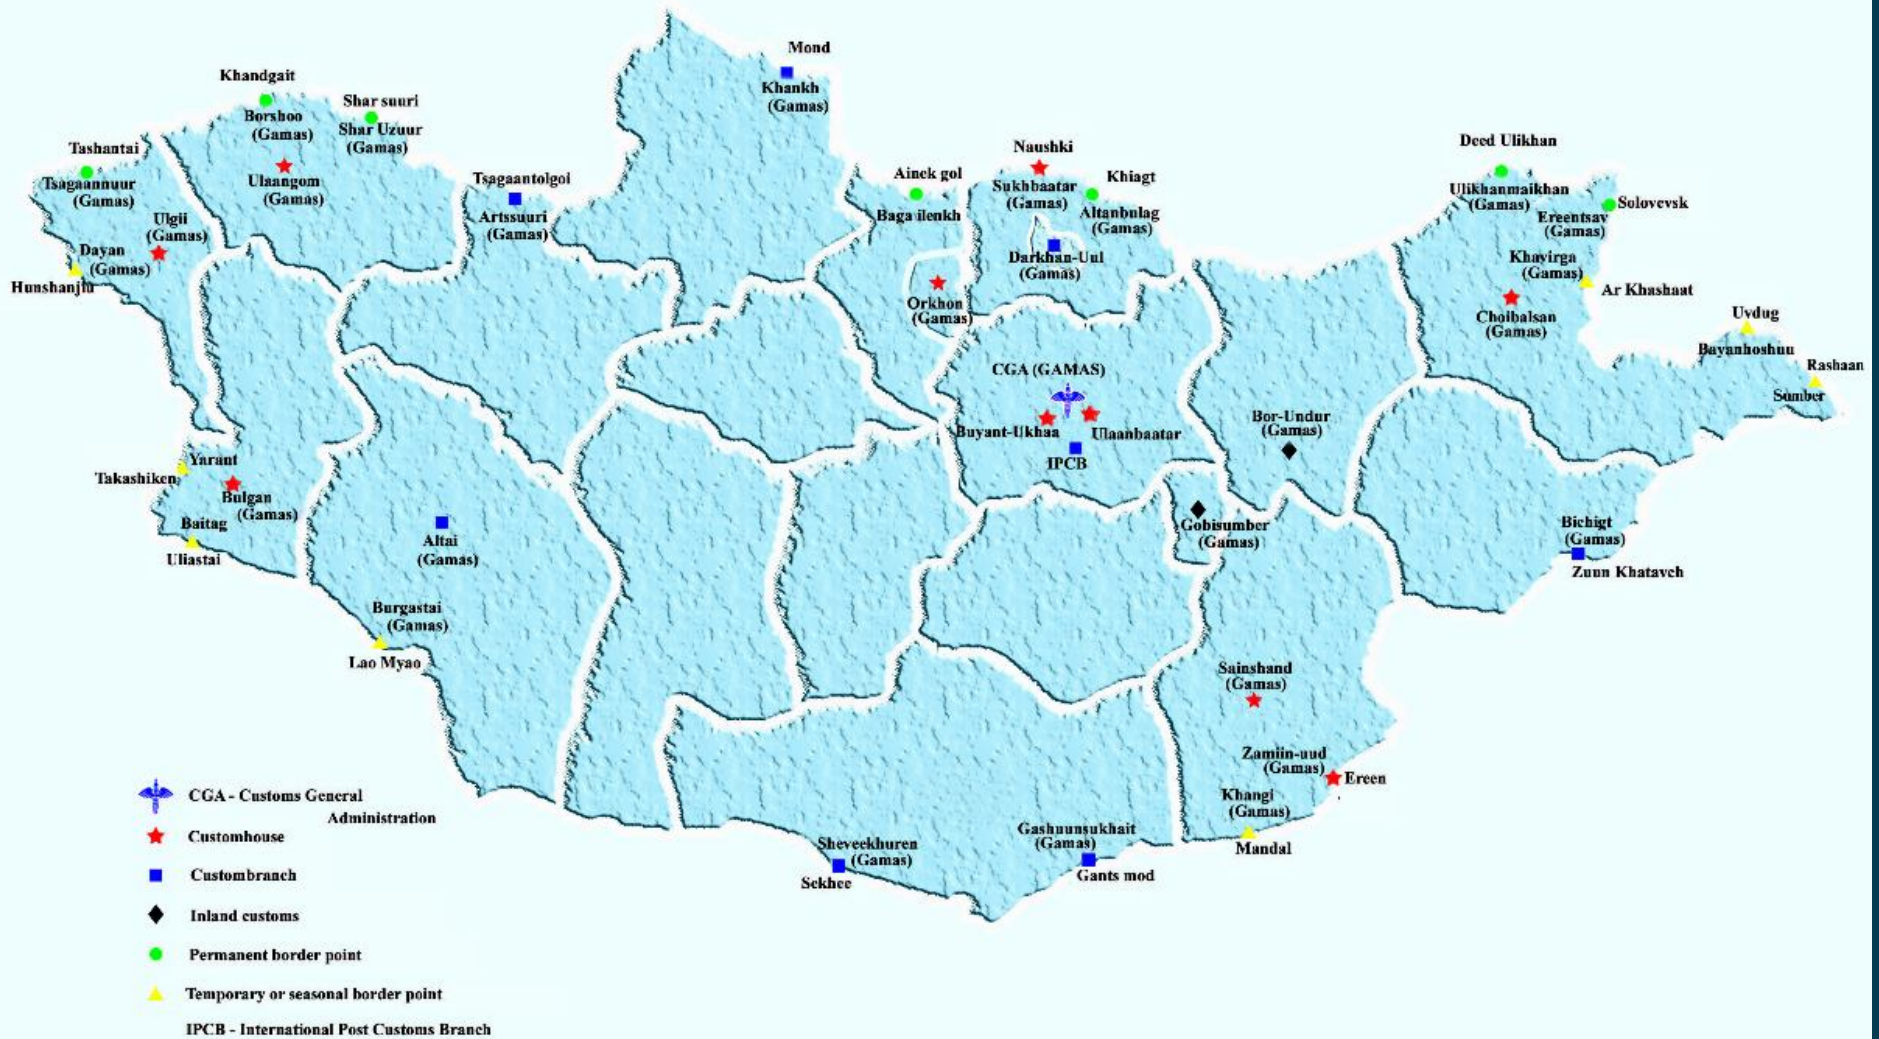 Mond
Khankh
(Gamas)
Khandgait
Borshoo
(Gamas)
Shar suuri
Shar Uzuur
(Gamas)
Tashantai
Tsagaannuur
(Gamas)
Ulaangom
(Gamas)
Ulgii
(Gamas)
Dayan
(Gamas)
Hunshanjiu
Tsagaantolgoi
Artssuuri
(Gamas)
Ainek gol
Baga ilenkh
Naushki
Sukhbaatar
(Gamas)
Khiagt
Altanbulag
(Gamas)
Darkhan-Uul
(Gamas)
Orkhon
(Gamas)
Deed Ulikhan
Ulikhanmaikhan
(Gamas)
Solovevsk
Ereentsav
(Gamas)
Khavirga
(Gamas)
Ar Khashaat
Choibalsan
(Gamas)
Uvdug
Bayanhoshuu
Rashaan
Sumber
CGA (GAMAS)
Buyant-Ukhaa
Ulaanbaatar
IPCB
Bor-Undur
(Gamas)
Gobisumber
(Gamas)
Yarant
Takashiken
Bulgan
(Gamas)
Baitag
Uliastai
Altai
(Gamas)
Burgastai
(Gamas)
Lao Myao
Bichigt
(Gamas)
Zuun Khatavch
Sainshand
(Gamas)
Zamiin-uud
(Gamas)
Ereen
Khangi
(Gamas)
Mandal
Gashuunsukhait
(Gamas)
Gants mod
Sheveekhuren
(Gamas)
Sekhee
CGA - Customs General
Administration
Customhouse
Custombranch
Inland customs
Permanent border point
Temporary or seasonal border point
IPCB - International Post Customs Branch